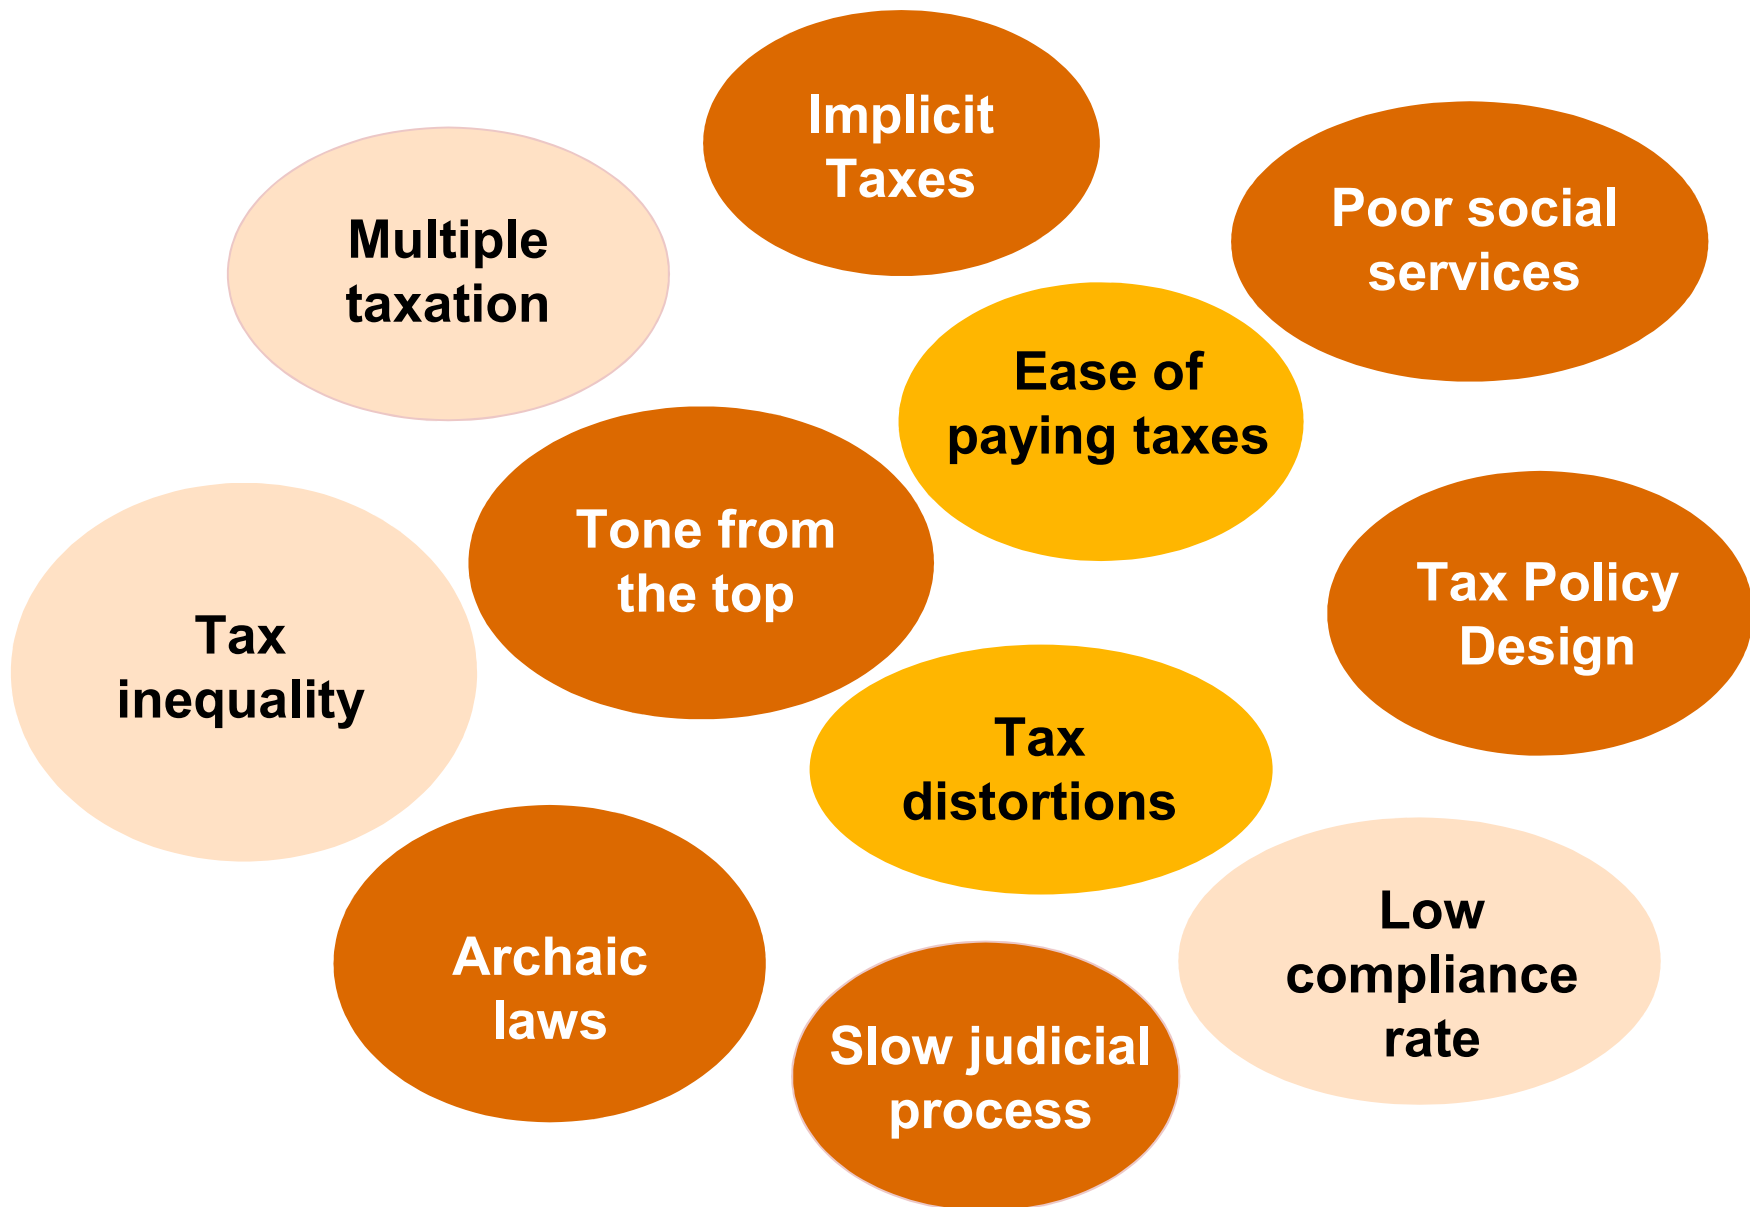 Implicit
Taxes
Multiple
taxation
Poor social
services
Ease of
paying taxes
Tone from
the top
Tax Policy
Design
Tax
inequality
Tax
distortions
Low
compliance
rate
Archaic
laws
Slow judicial
process